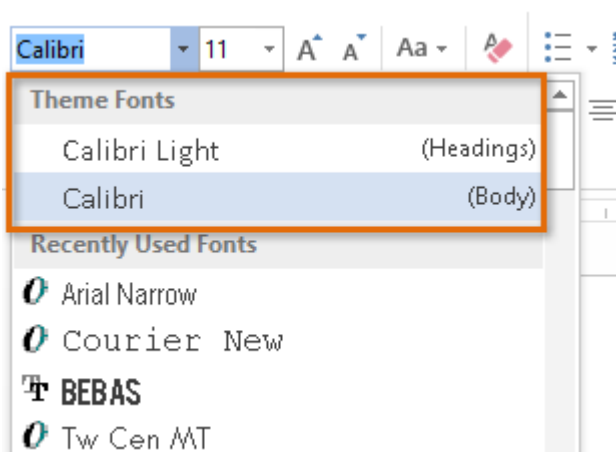 Calibri 11 A A Aa
Theme Fonts
Calibri Light (Headings)
Calibri (Body)
Recently Used Fonts
Arial Narrow
Courier New
BEBAS
Tw Cen MT